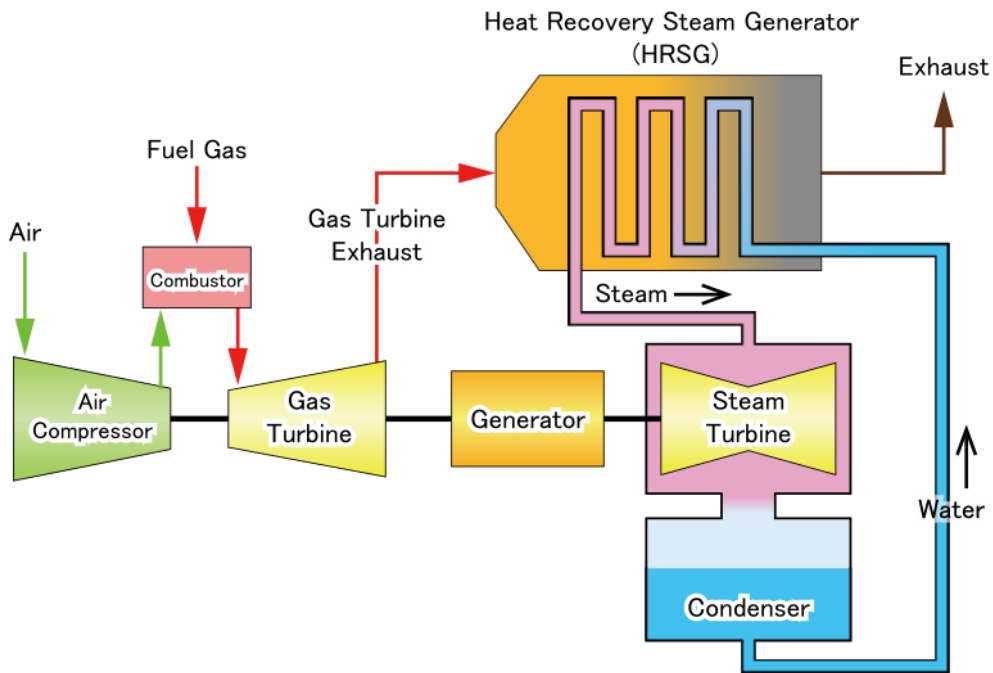 Heat Recovery Steam Generator
(HRSG)
Exhaust
Fuel Gas
Air
Gas Turbine
Exhaust
Combustor
Steam
Air
Compressor
Gas
Turbine
Generator
Steam
Turbine
Water
Condenser